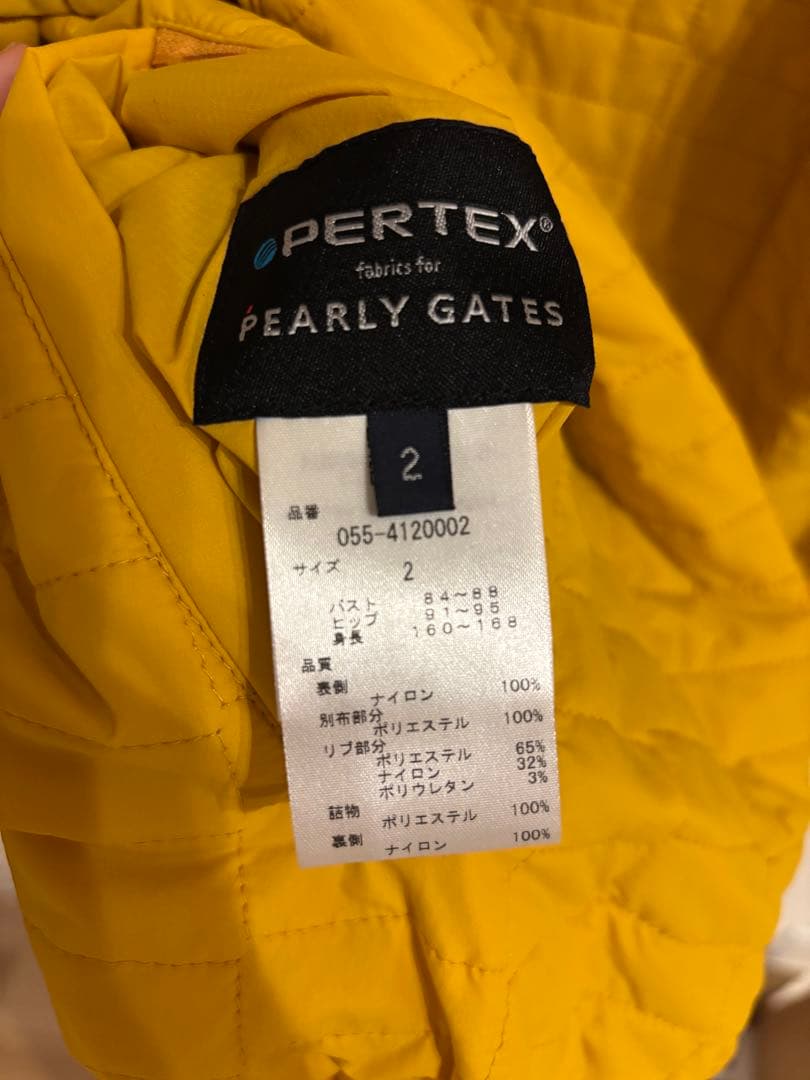 PERTEX®
fabrics for
PEARLY GATES
2
品番
055-4120002
サイズ 2
バスト 84~88
ヒップ 91~95
身長 160~168
品質
表側
ナイロン 100%
別布部分
ポリエステル 100%
リブ部分
ポリエステル 65%
ナイロン 32%
ポリウレタン 3%
詰物
ポリエステル 100%
裏側
ナイロン 100%